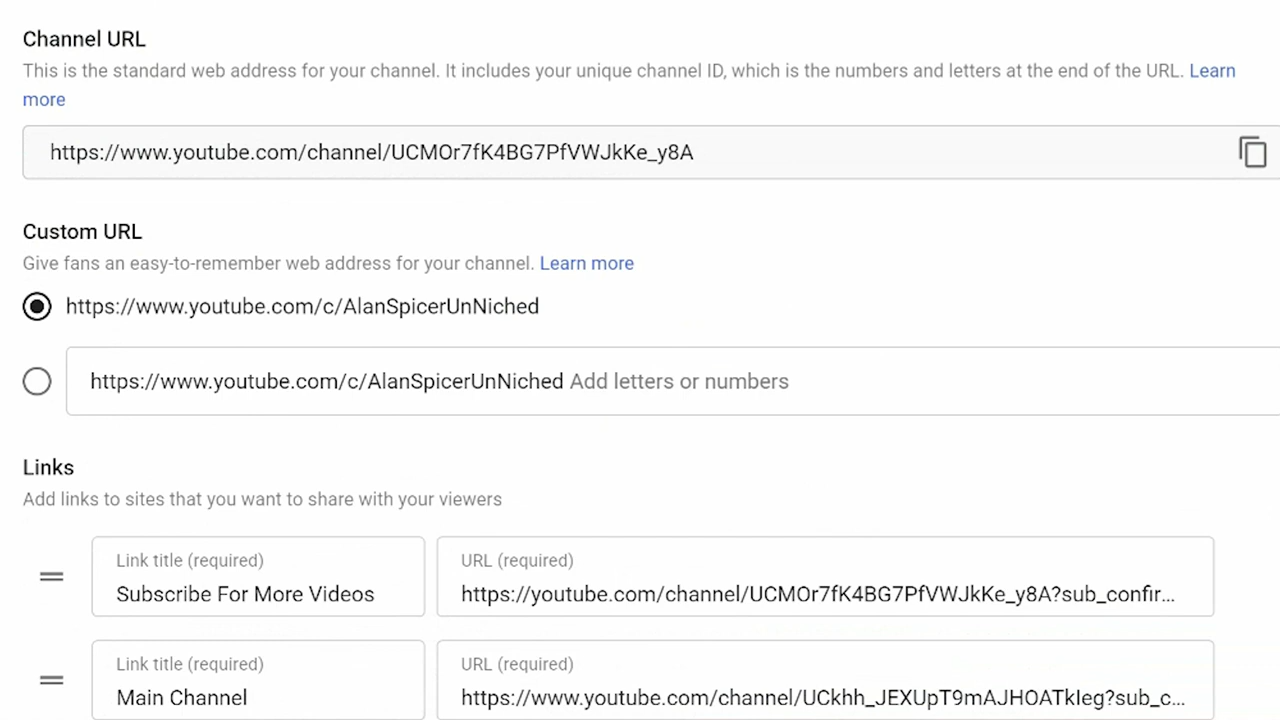 Channel URL
This is the standard web address for your channel. It includes your unique channel ID, which is the numbers and letters at the end of the URL. Learn
more
https://www.youtube.com/channel/UCMOr7fK4BG7PfVWJkKe_y8A
Custom URL
Give fans an easy-to-remember web address for your channel. Learn more
https://www.youtube.com/c/AlanSpicerUnNiched
https://www.youtube.com/c/AlanSpicerUnNiched Add letters or numbers
Links
Add links to sites that you want to share with your viewers
Link title (required)
Subscribe For More Videos
URL (required)
https://youtube.com/channel/UCMOr7fK4BG7PfVWJkKe_y8A?sub_confir...
Link title (required)
Main Channel
URL (required)
https://www.youtube.com/channel/UCkhh_JEXUpT9mAJHOATkIeg?sub_c...